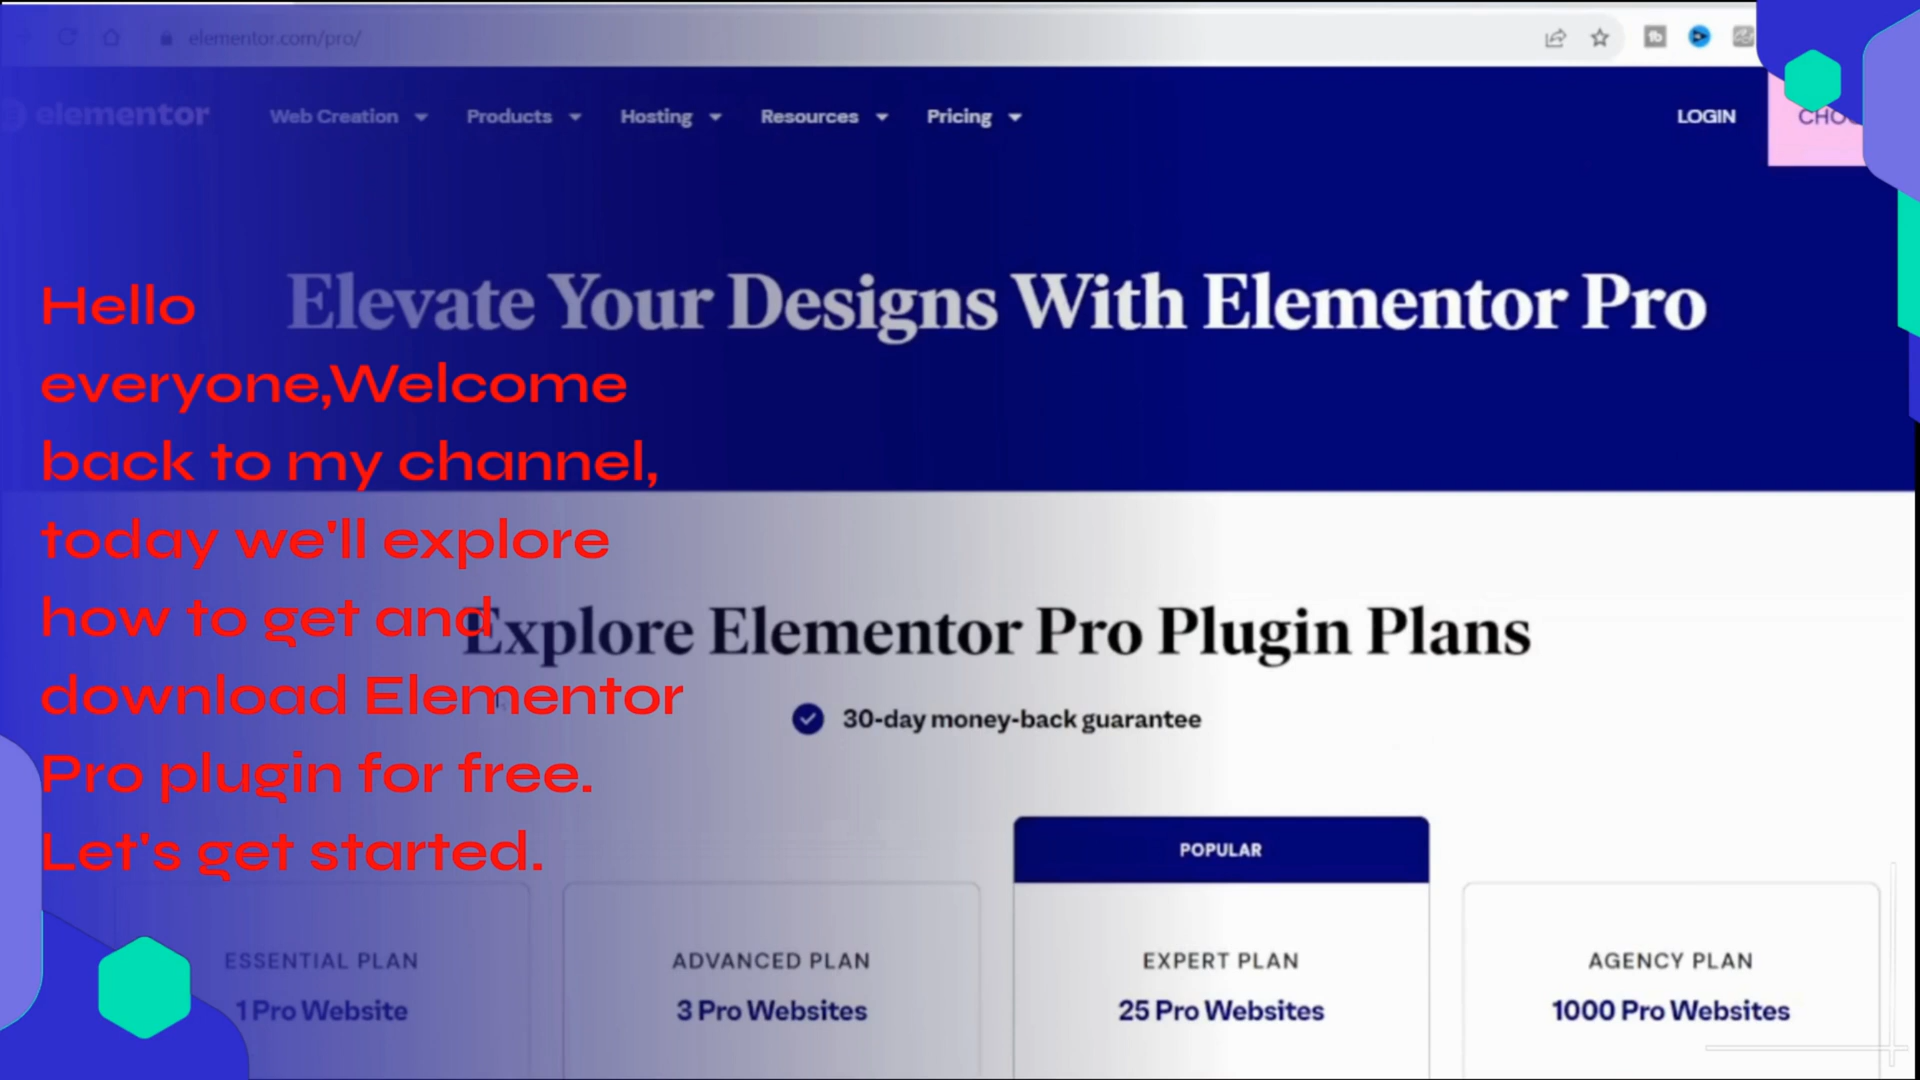 elementor.com/pro/
elementor
Web Creation
Products
Hosting
Resources
Pricing
LOGIN
Elevate Your Designs With Elementor Pro
Hello
everyone,Welcome
back to my channel,
today we'll explore
how to get and
download Elementor
Pro plugin for free.
Let's get started.
Explore Elementor Pro Plugin Plans
30-day money-back guarantee
POPULAR
ESSENTIAL PLAN
1 Pro Website
ADVANCED PLAN
3 Pro Websites
EXPERT PLAN
25 Pro Websites
AGENCY PLAN
1000 Pro Websites